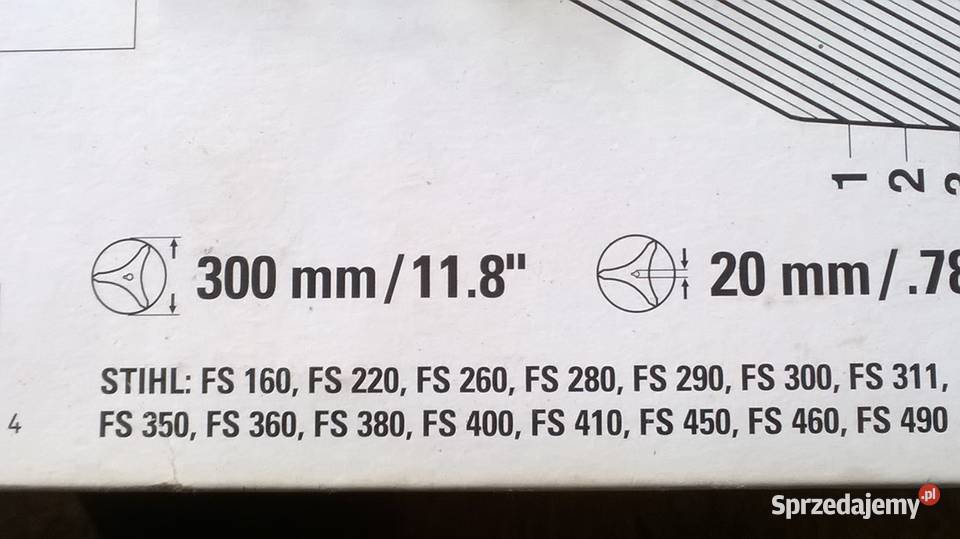 1 2
300 mm/11.8" 20 mm/.78
STIHL: FS 160, FS 220, FS 260, FS 280, FS 290, FS 300, FS 311,
4 FS 350, FS 360, FS 380, FS 400, FS 410, FS 450, FS 460, FS 490
Sprzedajemy.pl